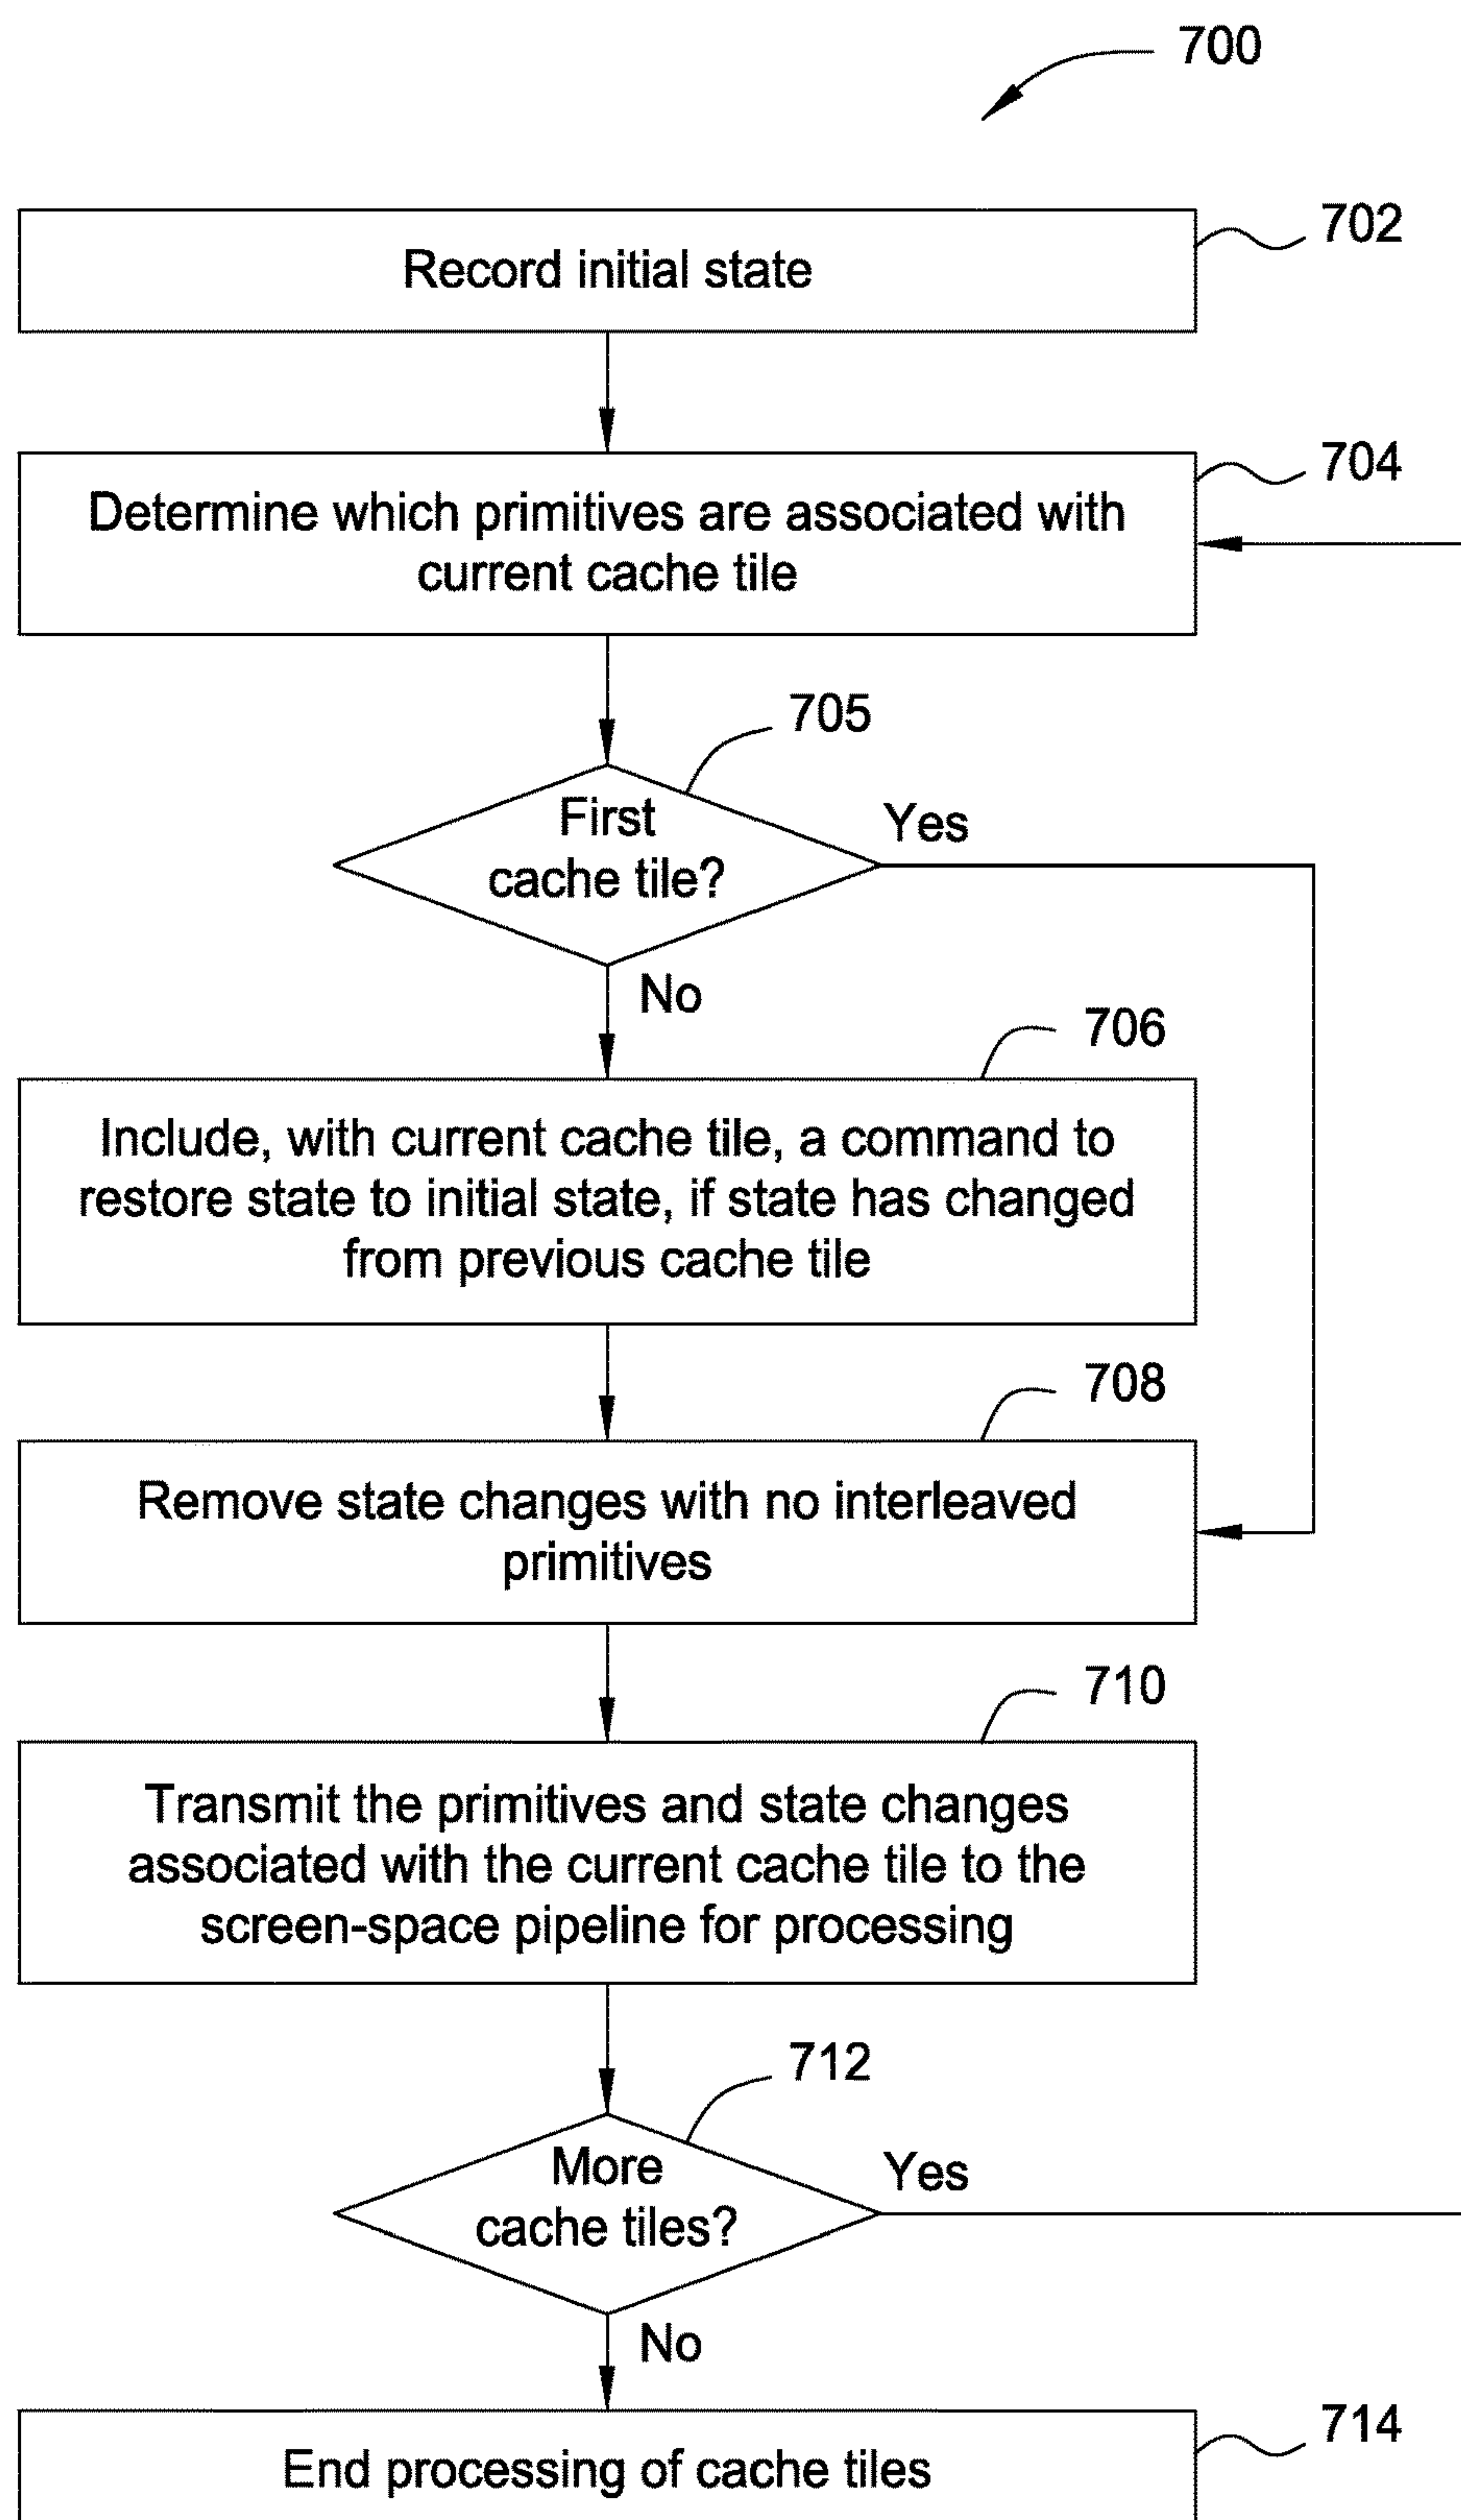 700
702
Record initial state
704
Determine which primitives are associated with
current cache tile
705
First
cache tile?
Yes
No
706
Include, with current cache tile, a command to
restore state to initial state, if state has changed
from previous cache tile
708
Remove state changes with no interleaved
primitives
710
Transmit the primitives and state changes
associated with the current cache tile to the
screen-space pipeline for processing
712
More
cache tiles?
Yes
No
714
End processing of cache tiles